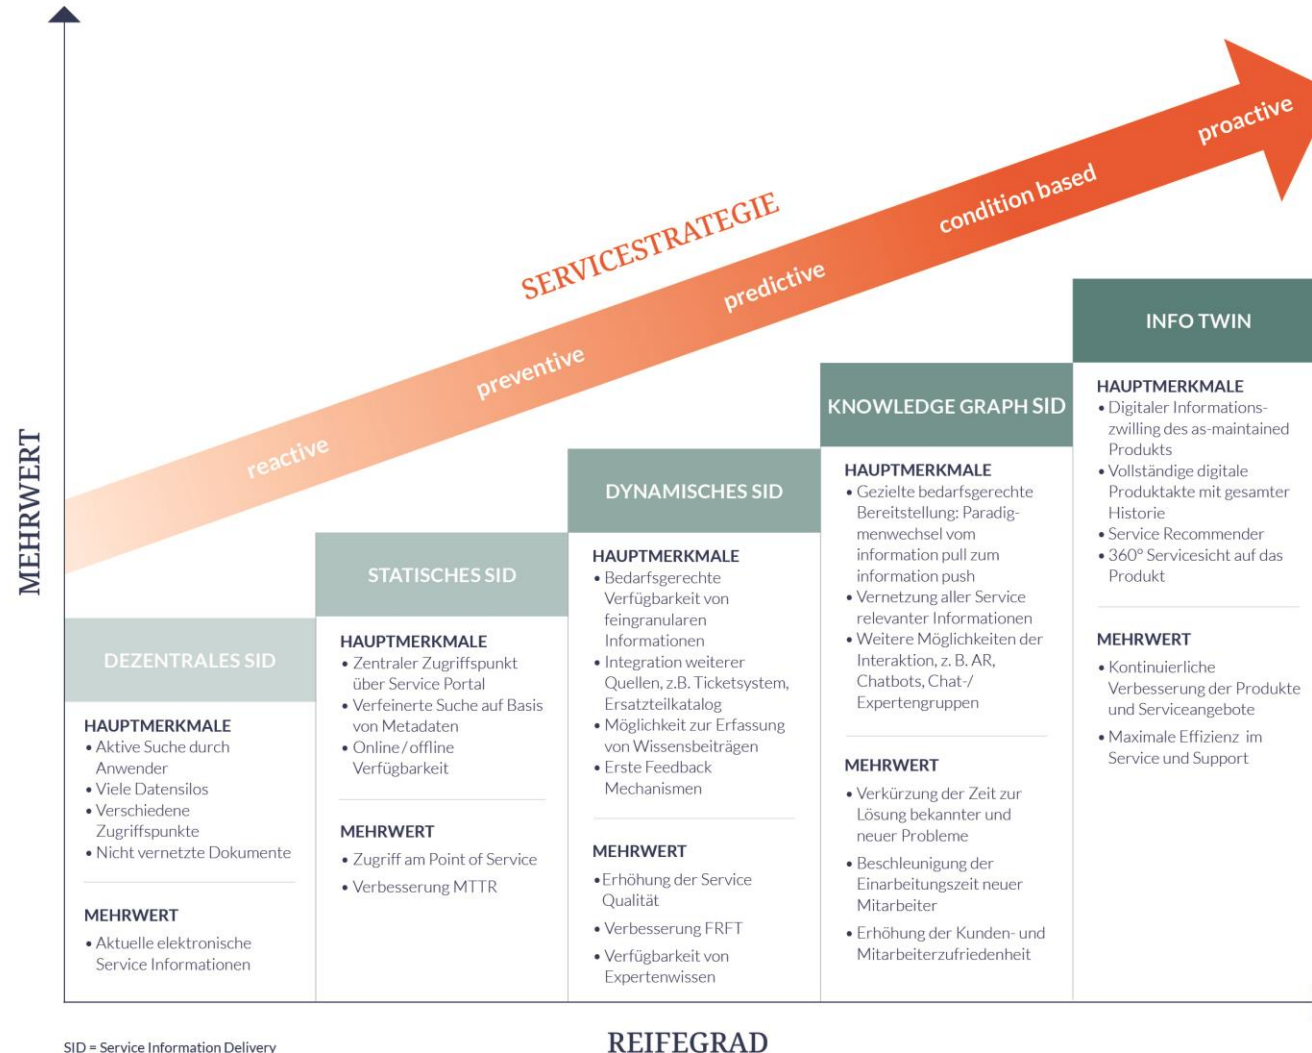 MEHRWERT
SERVICESTRATEGIE
reactive
preventive
predictive
condition based
proactive
DEZENTRALES SID
HAUPTMERKMALE
• Aktive Suche durch
Anwender
• Viele Datensilos
• Verschiedene
Zugriffspunkte
• Nicht vernetzte Dokumente
MEHRWERT
• Aktuelle elektronische
Service Informationen
STATISCHES SID
HAUPTMERKMALE
• Zentraler Zugriffspunkt
über Service Portal
• Verfeinerte Suche auf Basis
von Metadaten
• Online/offline
Verfügbarkeit
MEHRWERT
• Zugriff am Point of Service
• Verbesserung MTTR
DYNAMISCHES SID
HAUPTMERKMALE
• Bedarfsgerechte
Verfügbarkeit von
feingranularen
Informationen
• Integration weiterer
Quellen, z.B. Ticketsystem,
Ersatzteilkatalog
• Möglichkeit zur Erfassung
von Wissensbeiträgen
• Erste Feedback
Mechanismen
MEHRWERT
• Erhöhung der Service
Qualität
• Verbesserung FRFT
• Verfügbarkeit von
Expertenwissen
KNOWLEDGE GRAPH SID
HAUPTMERKMALE
• Gezielte bedarfsgerechte
Bereitstellung: Paradig-
menwechsel vom
information pull zum
information push
• Vernetzung aller Service
relevanter Informationen
• Weitere Möglichkeiten der
Interaktion, z. B. AR,
Chatbots, Chat-/
Expertengruppen
MEHRWERT
• Verkürzung der Zeit zur
Lösung bekannter und
neuer Probleme
• Beschleunigung der
Einarbeitungszeit neuer
Mitarbeiter
• Erhöhung der Kunden- und
Mitarbeiterzufriedenheit
INFO TWIN
HAUPTMERKMALE
• Digitaler Informations-
zwilling des as-maintained
Produkts
• Vollständige digitale
Produktakte mit gesamter
Historie
• Service Recommender
• 360° Servicesicht auf das
Produkt
MEHRWERT
• Kontinuierliche
Verbesserung der Produkte
und Serviceangebote
• Maximale Effizienz im
Service und Support
REIFEGRAD
SID = Service Information Delivery